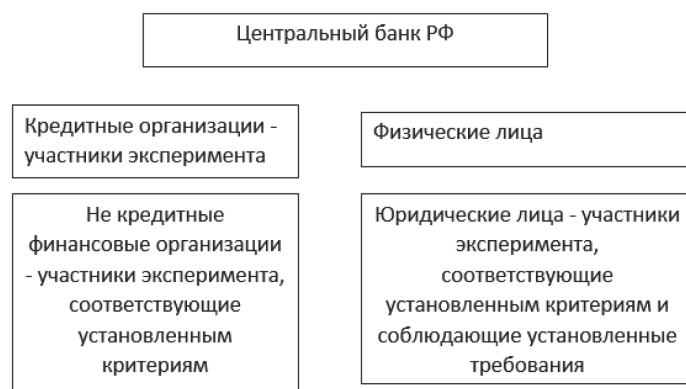 Центральный банк РФ
Кредитные организации -
участники эксперимента
Физические лица
Не кредитные
финансовые организации
- участники эксперимента,
соответствующие
установленным
критериям
Юридические лица - участники
эксперимента,
соответствующие
установленным критериям и
соблюдающие установленные
требования